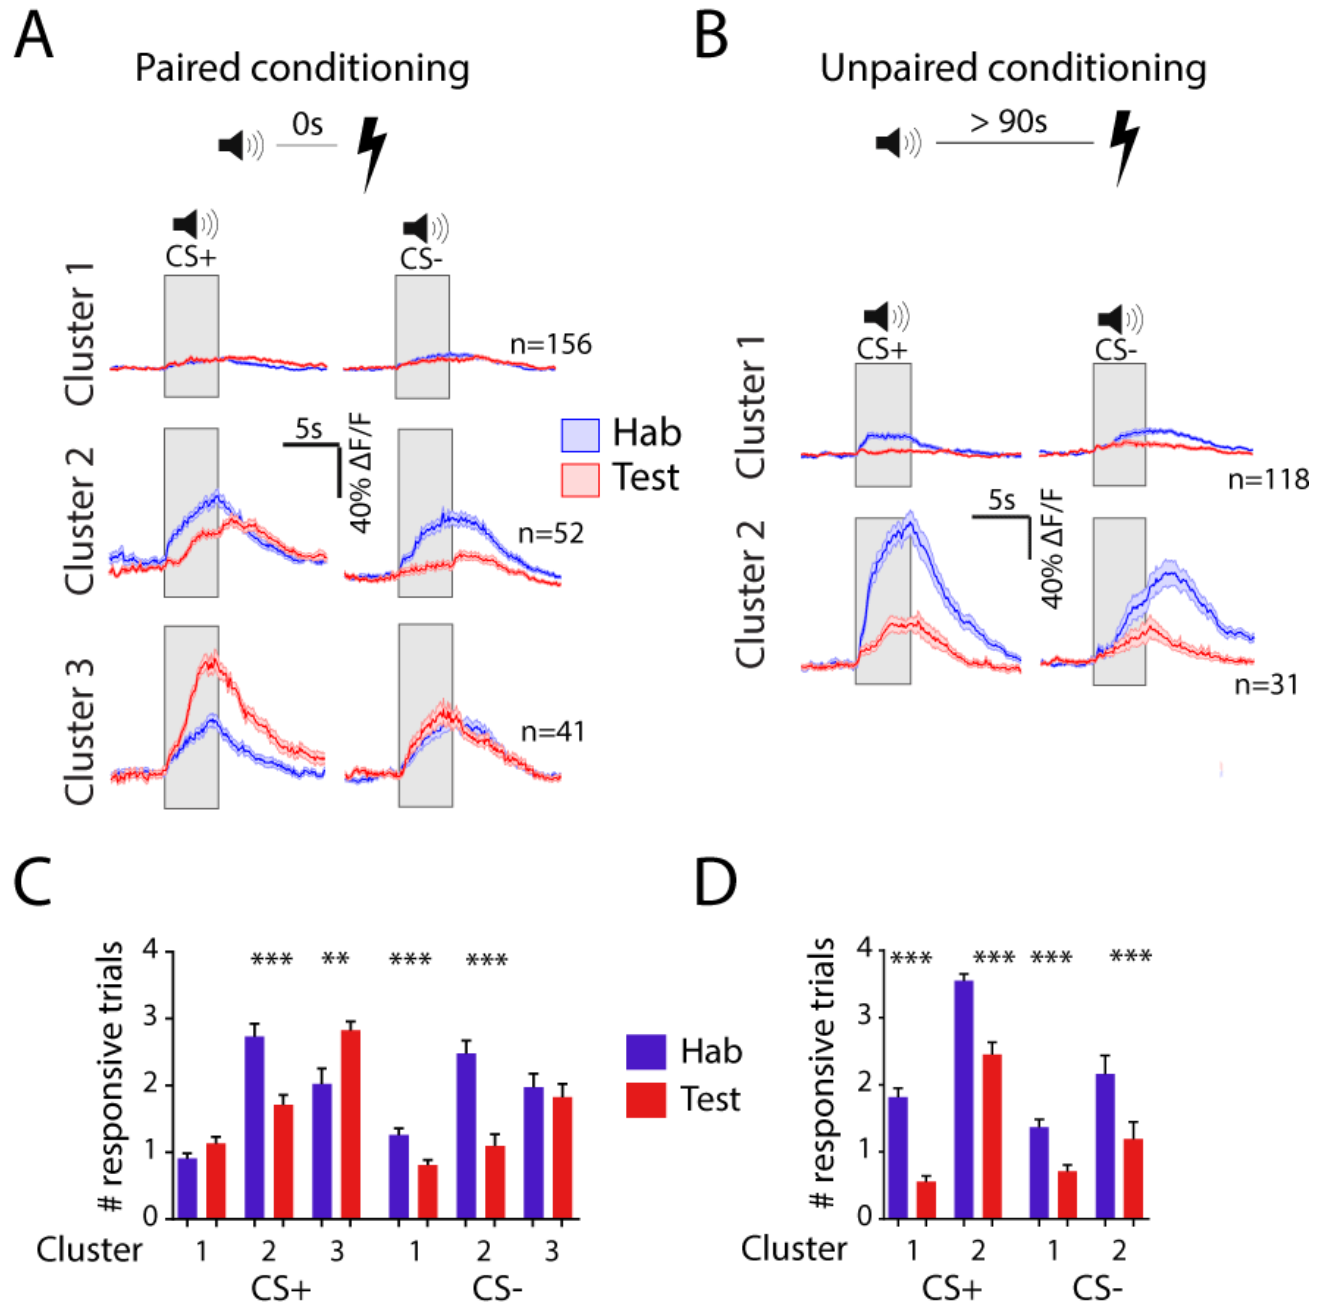 A
Paired conditioning
0s
CS+
CS-
Cluster 1
n=156
Cluster 2
5s
40% ΔF/F
n=52
Hab
Test
Cluster 3
n=41
B
Unpaired conditioning
> 90s
CS+
CS-
Cluster 1
n=118
Cluster 2
5s
40% ΔF/F
n=31
C
# responsive trials
4
3
2
1
0
*** ** *** ***
Cluster 1 2 3 1 2 3
CS+ CS-
Hab
Test
D
# responsive trials
4
3
2
1
0
*** *** *** ***
Cluster 1 2 1 2
CS+ CS-